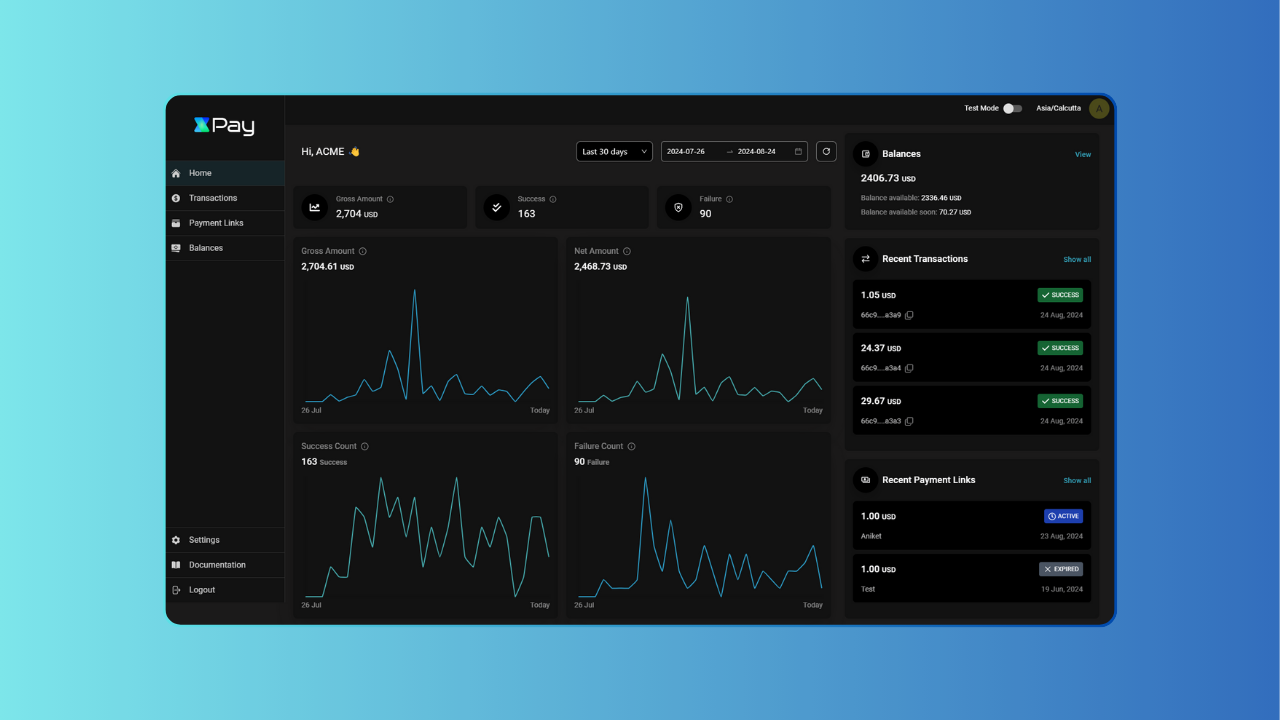 Pay
Home
Transactions
Payment Links
Balances
Settings
Documentation
Logout
Test Mode
Asia/Calcutta
A
Hi, ACME 👋
Last 30 days
2024-07-26 → 2024-08-24
Gross Amount
2,704 USD
Success
163
Failure
90
Gross Amount
2,704.61 USD
26 Jul Today
Net Amount
2,468.73 USD
26 Jul Today
Success Count
163 Success
26 Jul Today
Failure Count
90 Failure
26 Jul Today
Balances View
2406.73 USD
Balance available: 2336.46 USD
Balance available soon: 70.27 USD
Recent Transactions Show all
1.05 USD SUCCESS
66c9....a3a9 24 Aug, 2024
24.37 USD SUCCESS
66c9....a3a4 24 Aug, 2024
29.67 USD SUCCESS
66c9....a3a3 24 Aug, 2024
Recent Payment Links Show all
1.00 USD ACTIVE
Aniket 23 Aug, 2024
1.00 USD EXPIRED
Test 19 Jun, 2024